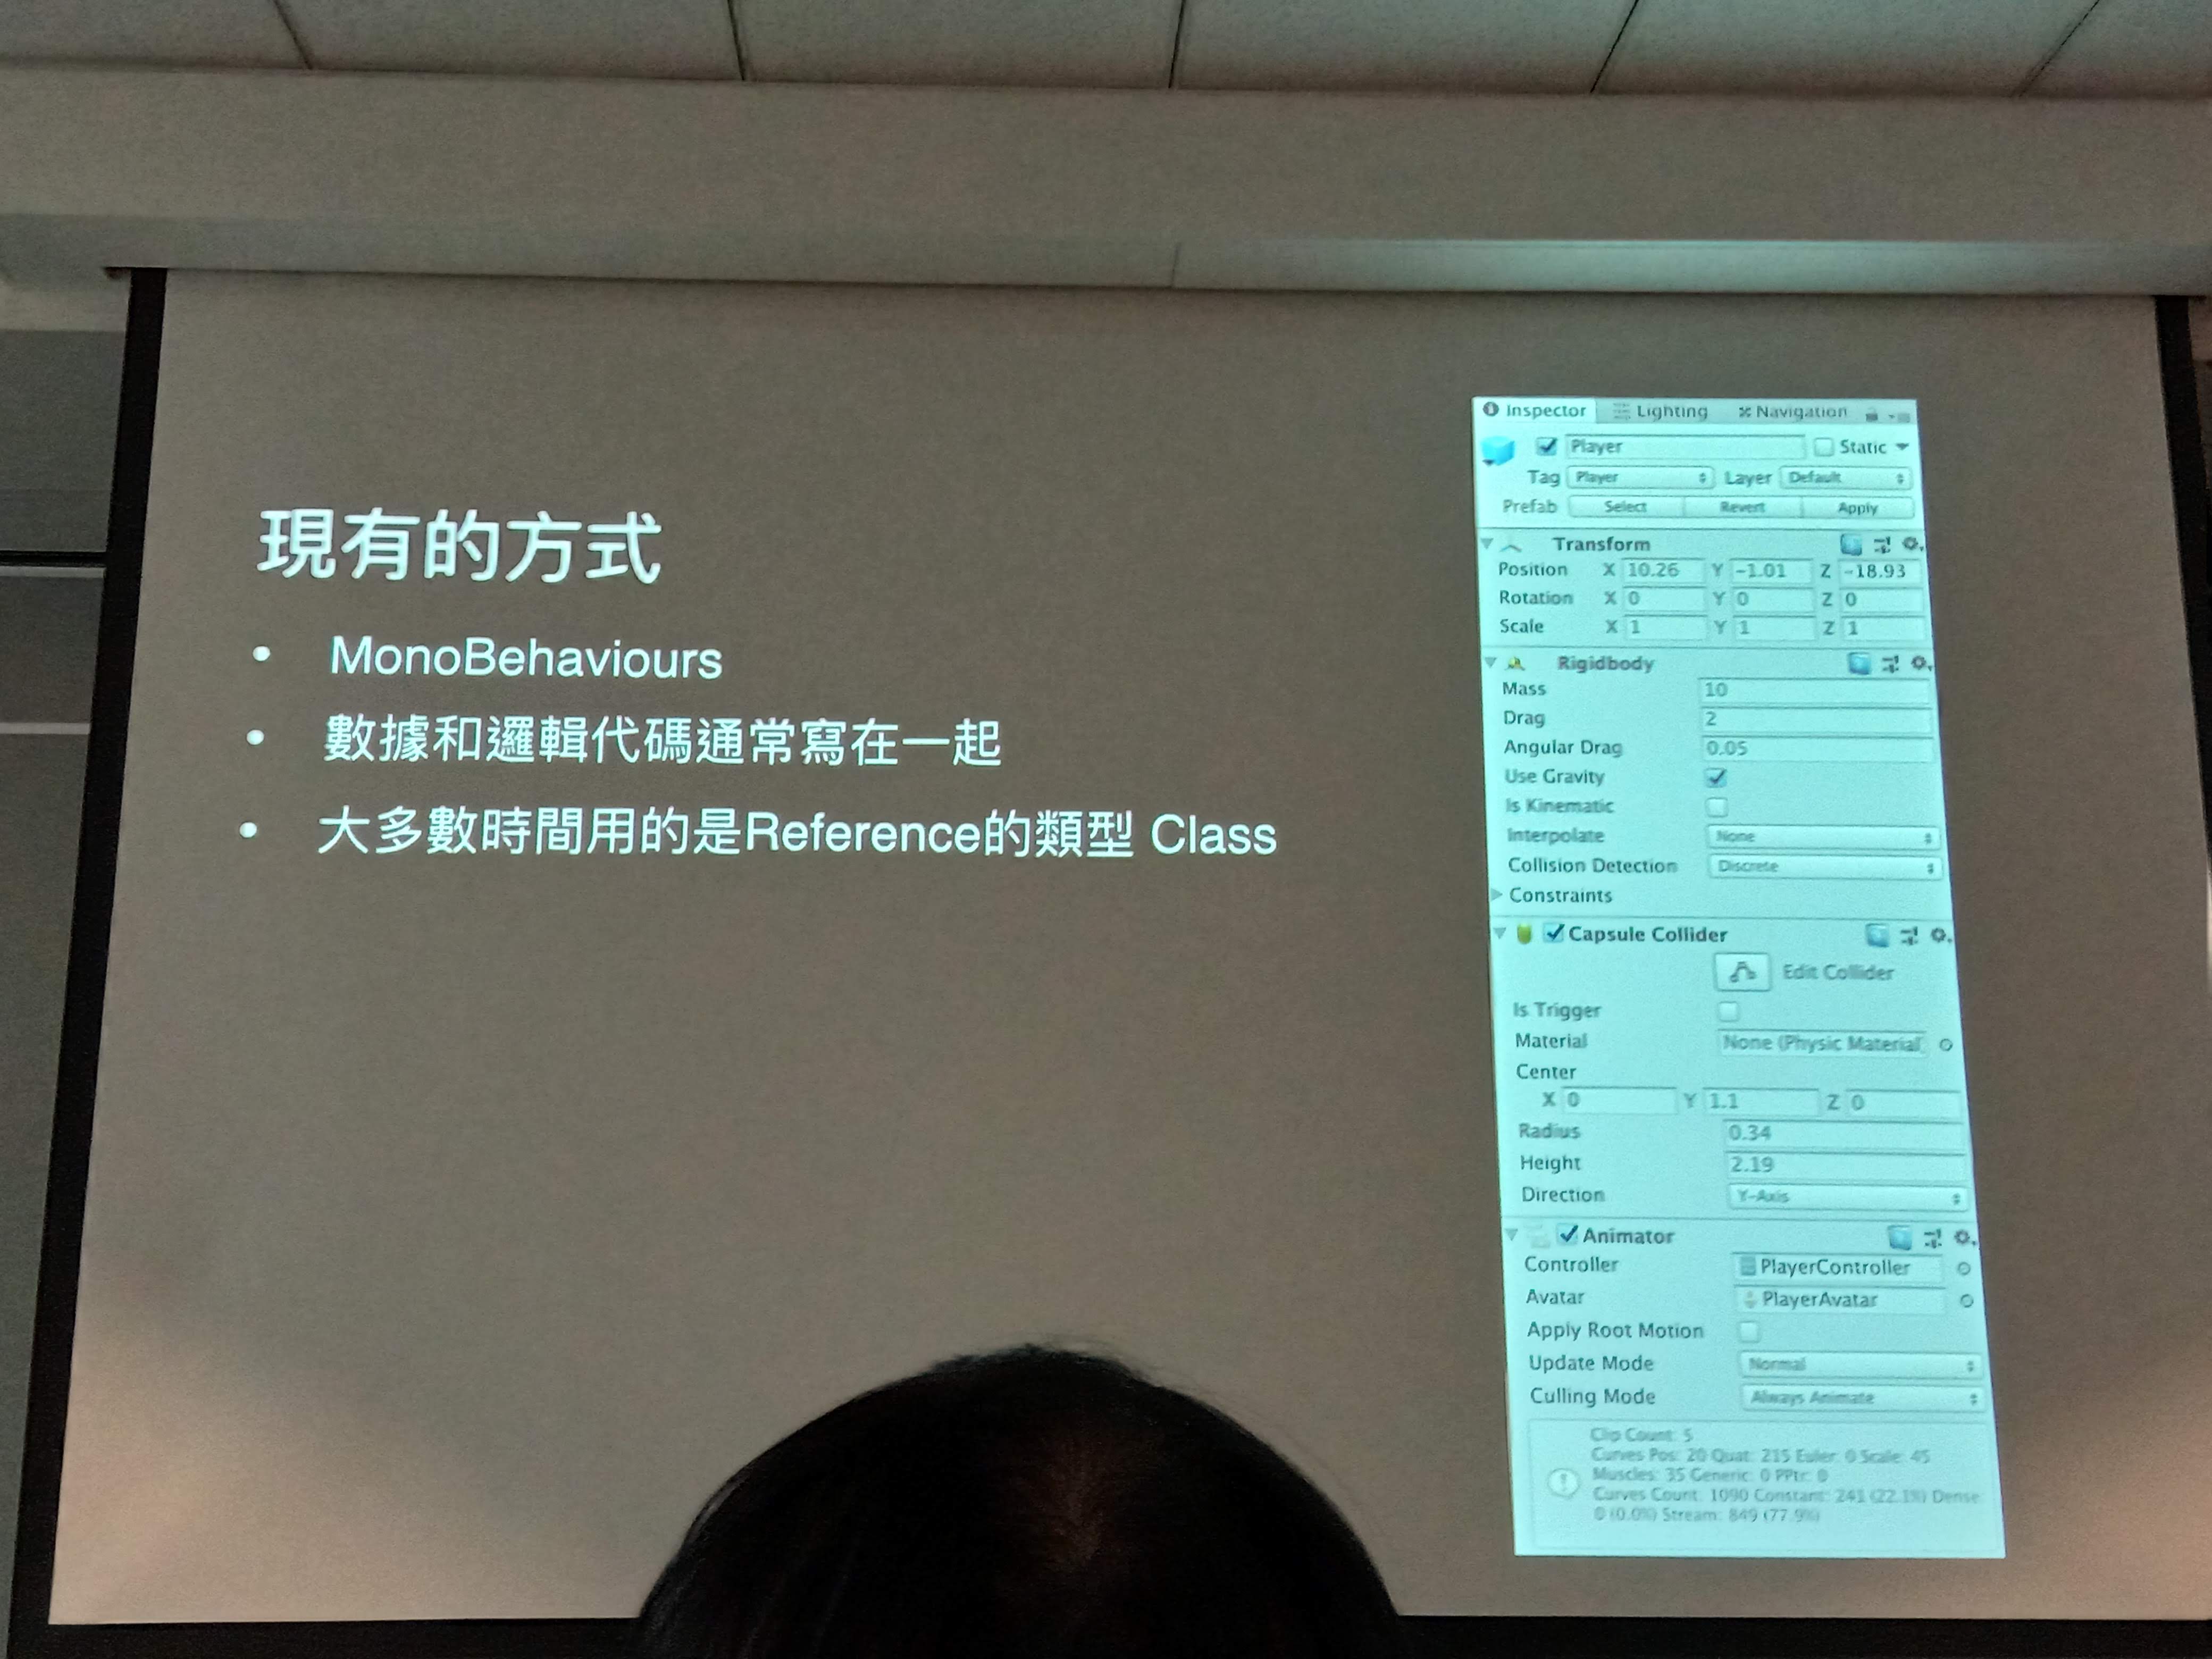 現有的方式
• MonoBehaviours
• 數據和邏輯代碼通常寫在一起
• 大多數時間用的是Reference的類型 Class
Inspector Lighting Navigation
Player Static
Tag Player Layer Default
Prefab Select Revert Apply
Transform
Position X 10.26 Y -1.01 Z -18.93
Rotation X 0 Y 0 Z 0
Scale X 1 Y 1 Z 1
Rigidbody
Mass 10
Drag 2
Angular Drag 0.05
Use Gravity
Is Kinematic
Interpolate None
Collision Detection Discrete
Constraints
Capsule Collider
Edit Collider
Is Trigger
Material None (Physic Material
Center
X 0 Y 1.1 Z 0
Radius 0.34
Height 2.19
Direction Y-Axis
Animator
Controller PlayerController
Avatar PlayerAvatar
Apply Root Motion
Update Mode Normal
Culling Mode Always Animate
Clip Count: 5
Curves Pos: 20 Quat: 215 Euler: 0 Scale: 45
Muscles: 35 Generic: 0 PPtr: 0
Curves Count: 1090 Constant: 241 (22.1%) Dense
0 (0.0%) Stream: 849 (77.9%)